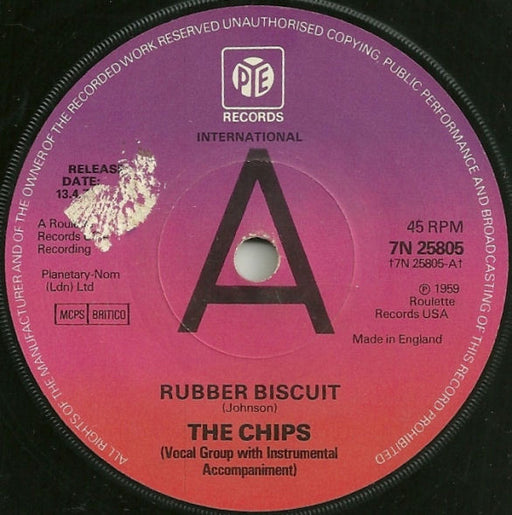 ALL RIGHTS OF THE MANUFACTURER AND OF THE OWNER OF THE RECORDED WORK RESERVED UNAUTHORISED COPYING, PUBLIC PERFORMANCE AND BROADCASTING OF THIS RECORD PROHIBITED
PYE
RECORDS
INTERNATIONAL
A
DATE:
13.4.
A
Records
Recording
Planetary-Nom
(Ldn) Ltd
MCPS BRITICO
45 RPM
7N 25805
†7N 25805-A†
Ⓟ 1959
Roulette
Records USA
Made in England
RUBBER BISCUIT
(Johnson)
THE CHIPS
(Vocal Group with Instrumental
Accompaniment)